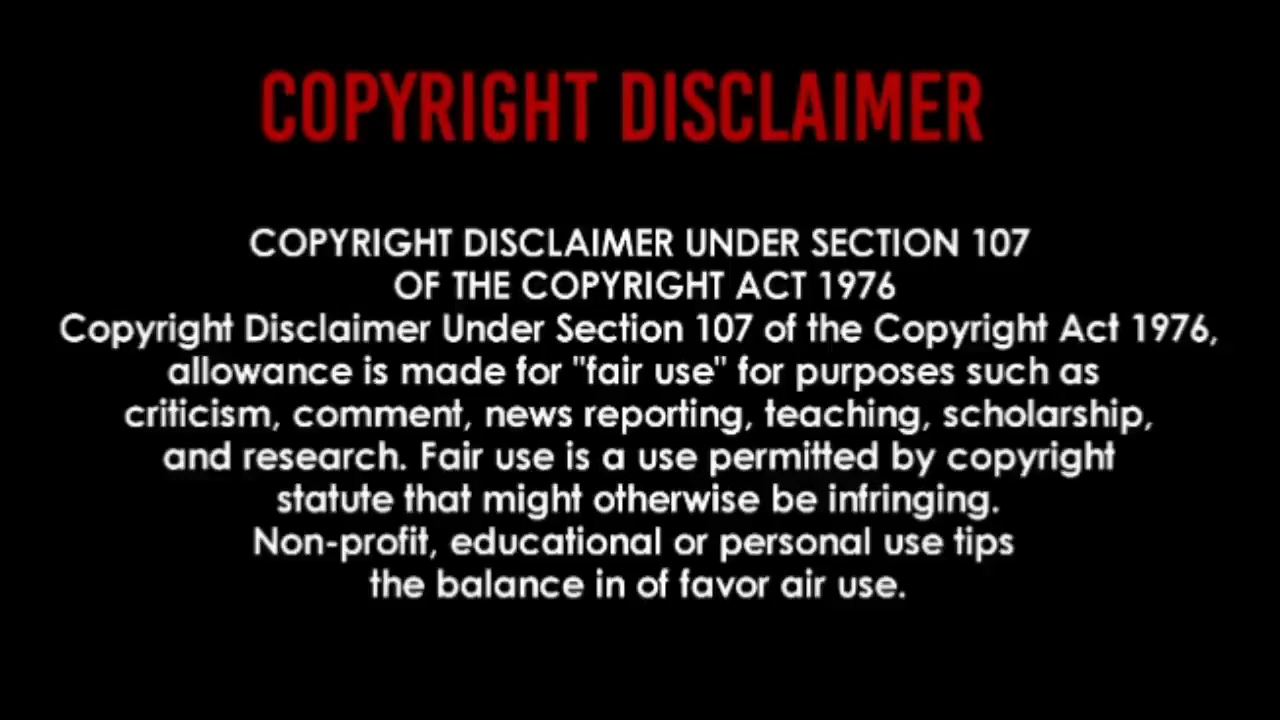 COPYRIGHT DISCLAIMER
COPYRIGHT DISCLAIMER UNDER SECTION 107
OF THE COPYRIGHT ACT 1976
Copyright Disclaimer Under Section 107 of the Copyright Act 1976,
allowance is made for "fair use" for purposes such as
criticism, comment, news reporting, teaching, scholarship,
and research. Fair use is a use permitted by copyright
statute that might otherwise be infringing.
Non-profit, educational or personal use tips
the balance in of favor air use.